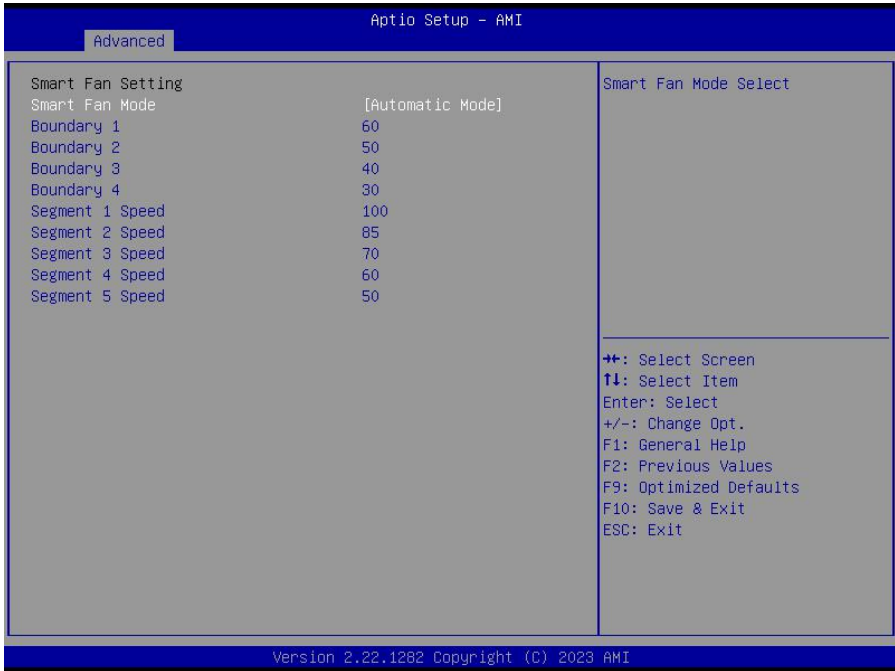 Aptio Setup – AMI
Advanced
Smart Fan Setting
Smart Fan Mode [Automatic Mode]
Boundary 1 60
Boundary 2 50
Boundary 3 40
Boundary 4 30
Segment 1 Speed 100
Segment 2 Speed 85
Segment 3 Speed 70
Segment 4 Speed 60
Segment 5 Speed 50
Smart Fan Mode Select
→←: Select Screen
↑↓: Select Item
Enter: Select
+/-: Change Opt.
F1: General Help
F2: Previous Values
F9: Optimized Defaults
F10: Save & Exit
ESC: Exit
Version 2.22.1282 Copyright (C) 2023 AMI